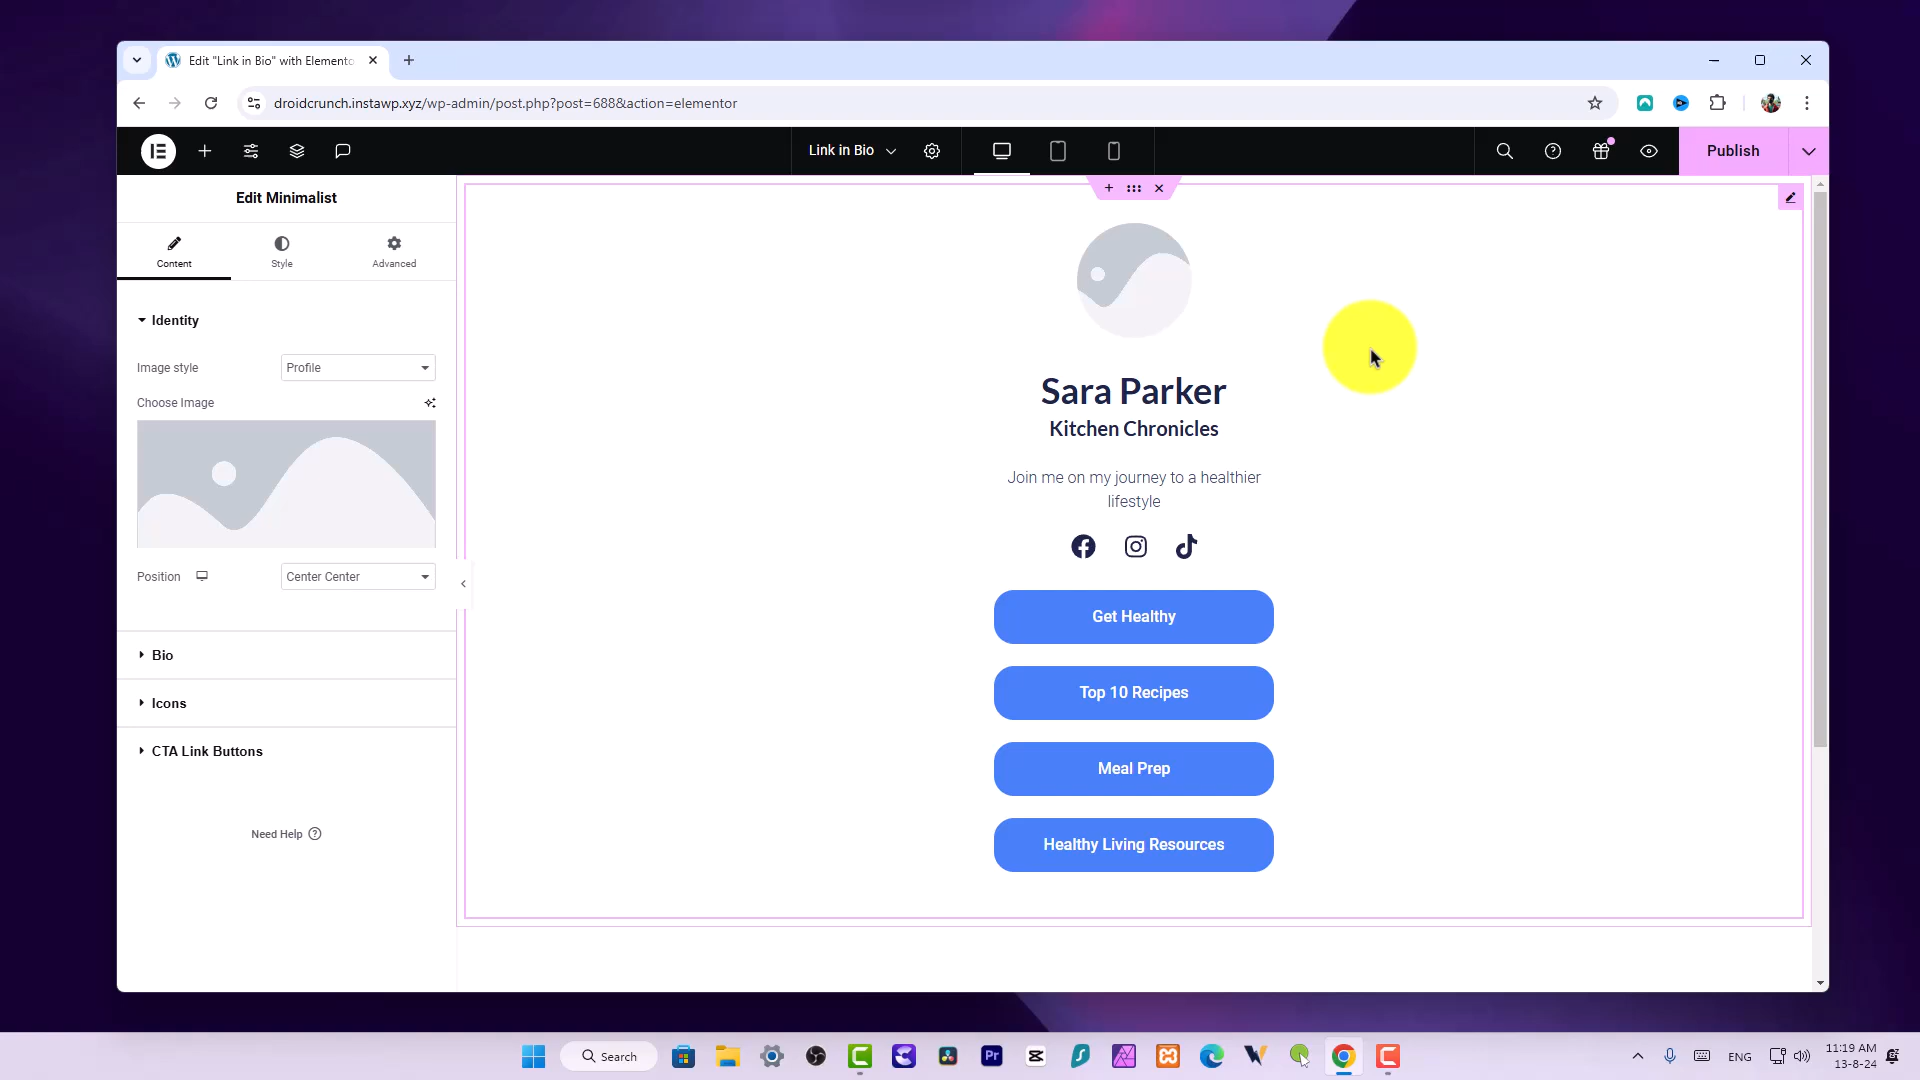 Edit "Link in Bio" with Elemento
droidcrunch.instawp.xyz/wp-admin/post.php?post=688&action=elementor
Link in Bio
Publish
Edit Minimalist
Content
Style
Advanced
Identity
Image style
Profile
Choose Image
Position
Center Center
Bio
Icons
CTA Link Buttons
Need Help
Sara Parker
Kitchen Chronicles
Join me on my journey to a healthier
lifestyle
Get Healthy
Top 10 Recipes
Meal Prep
Healthy Living Resources
Search
Pr
ENG
11:19 AM
13-8-24